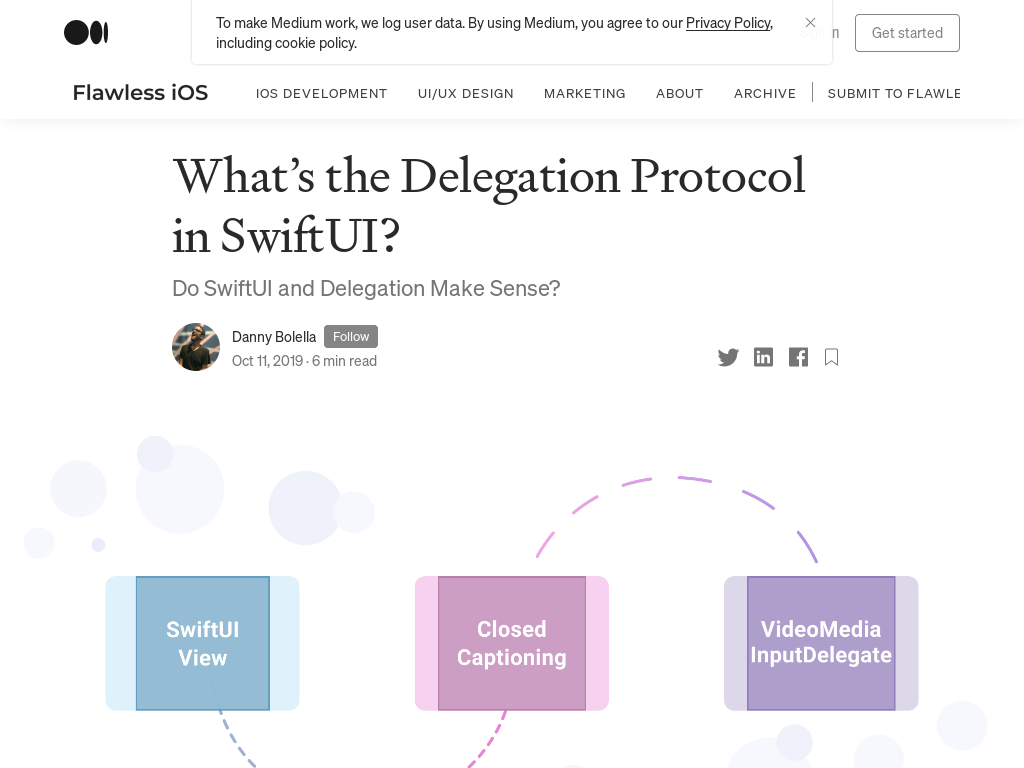 To make Medium work, we log user data. By using Medium, you agree to our Privacy Policy,
including cookie policy.
Get started
Flawless iOS
IOS DEVELOPMENT
UI/UX DESIGN
MARKETING
ABOUT
ARCHIVE
SUBMIT TO FLAWLE
What's the Delegation Protocol
in SwiftUI?
Do SwiftUI and Delegation Make Sense?
Danny Bolella
Follow
Oct 11, 2019 · 6 min read
SwiftUI
View
Closed
Captioning
VideoMedia
InputDelegate